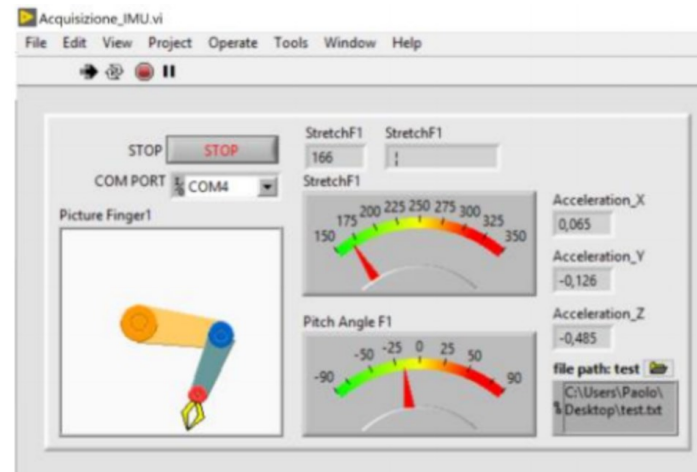 Acquisizione_IMU.vi
File Edit View Project Operate Tools Window Help
STOP STOP
COM PORT COM4
Picture Finger1
StretchF1 StretchF1
166 ¦
StretchF1
150 175 200 225 250 275 300 325 350
Pitch Angle F1
-90 -50 -25 0 25 50 90
Acceleration_X
0,065
Acceleration_Y
-0,126
Acceleration_Z
-0,485
file path: test
C:\Users\Paolo\
Desktop\test.txt